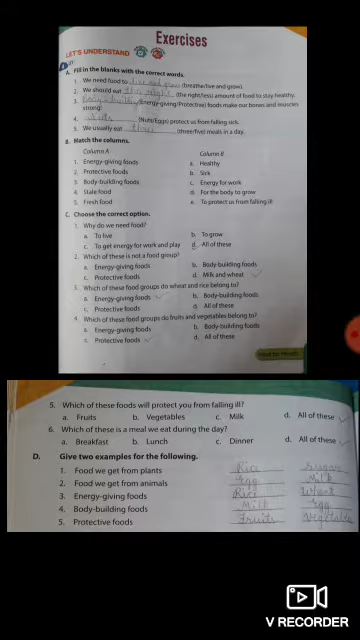 Exercises
LET'S UNDERSTAND
A. Fill in the blanks with the correct words.
1. We need food to live and grow (breathe/live and grow).
2. We should eat the right (the right/less) amount of food to stay healthy.
3. Body-building (Energy-giving/Protective) foods make our bones and muscles
strong!
4. Nuts (Nuts/Eggs) protect us from falling sick.
5. We usually eat three (three/five) meals in a day.
B. Match the columns.
Column A Column B
1. Energy-giving foods a. Healthy
2. Protective foods b. Sick
3. Body-building foods c. Energy for work
4. Stale food d. For the body to grow
5. Fresh food e. To protect us from falling ill
C. Choose the correct option.
1. Why do we need food?
a. To live b. To grow
c. To get energy for work and play d. All of these
2. Which of these is not a food group?
a. Energy-giving foods b. Body-building foods
c. Protective foods d. Milk and wheat
3. Which of these food groups do wheat and rice belong to?
a. Energy-giving foods b. Body-building foods
c. Protective foods d. All of these
4. Which of these food groups do fruits and vegetables belong to?
a. Energy-giving foods b. Body-building foods
c. Protective foods d. All of these
5. Which of these foods will protect you from falling ill?
a. Fruits b. Vegetables c. Milk d. All of these
6. Which of these is a meal we eat during the day?
a. Breakfast b. Lunch c. Dinner d. All of these
D. Give two examples for the following.
1. Food we get from plants Rice sugar
2. Food we get from animals Egg Milk
3. Energy-giving foods Rice Wheat
4. Body-building foods Milk Egg
5. Protective foods Fruits Vegetable
V RECORDER